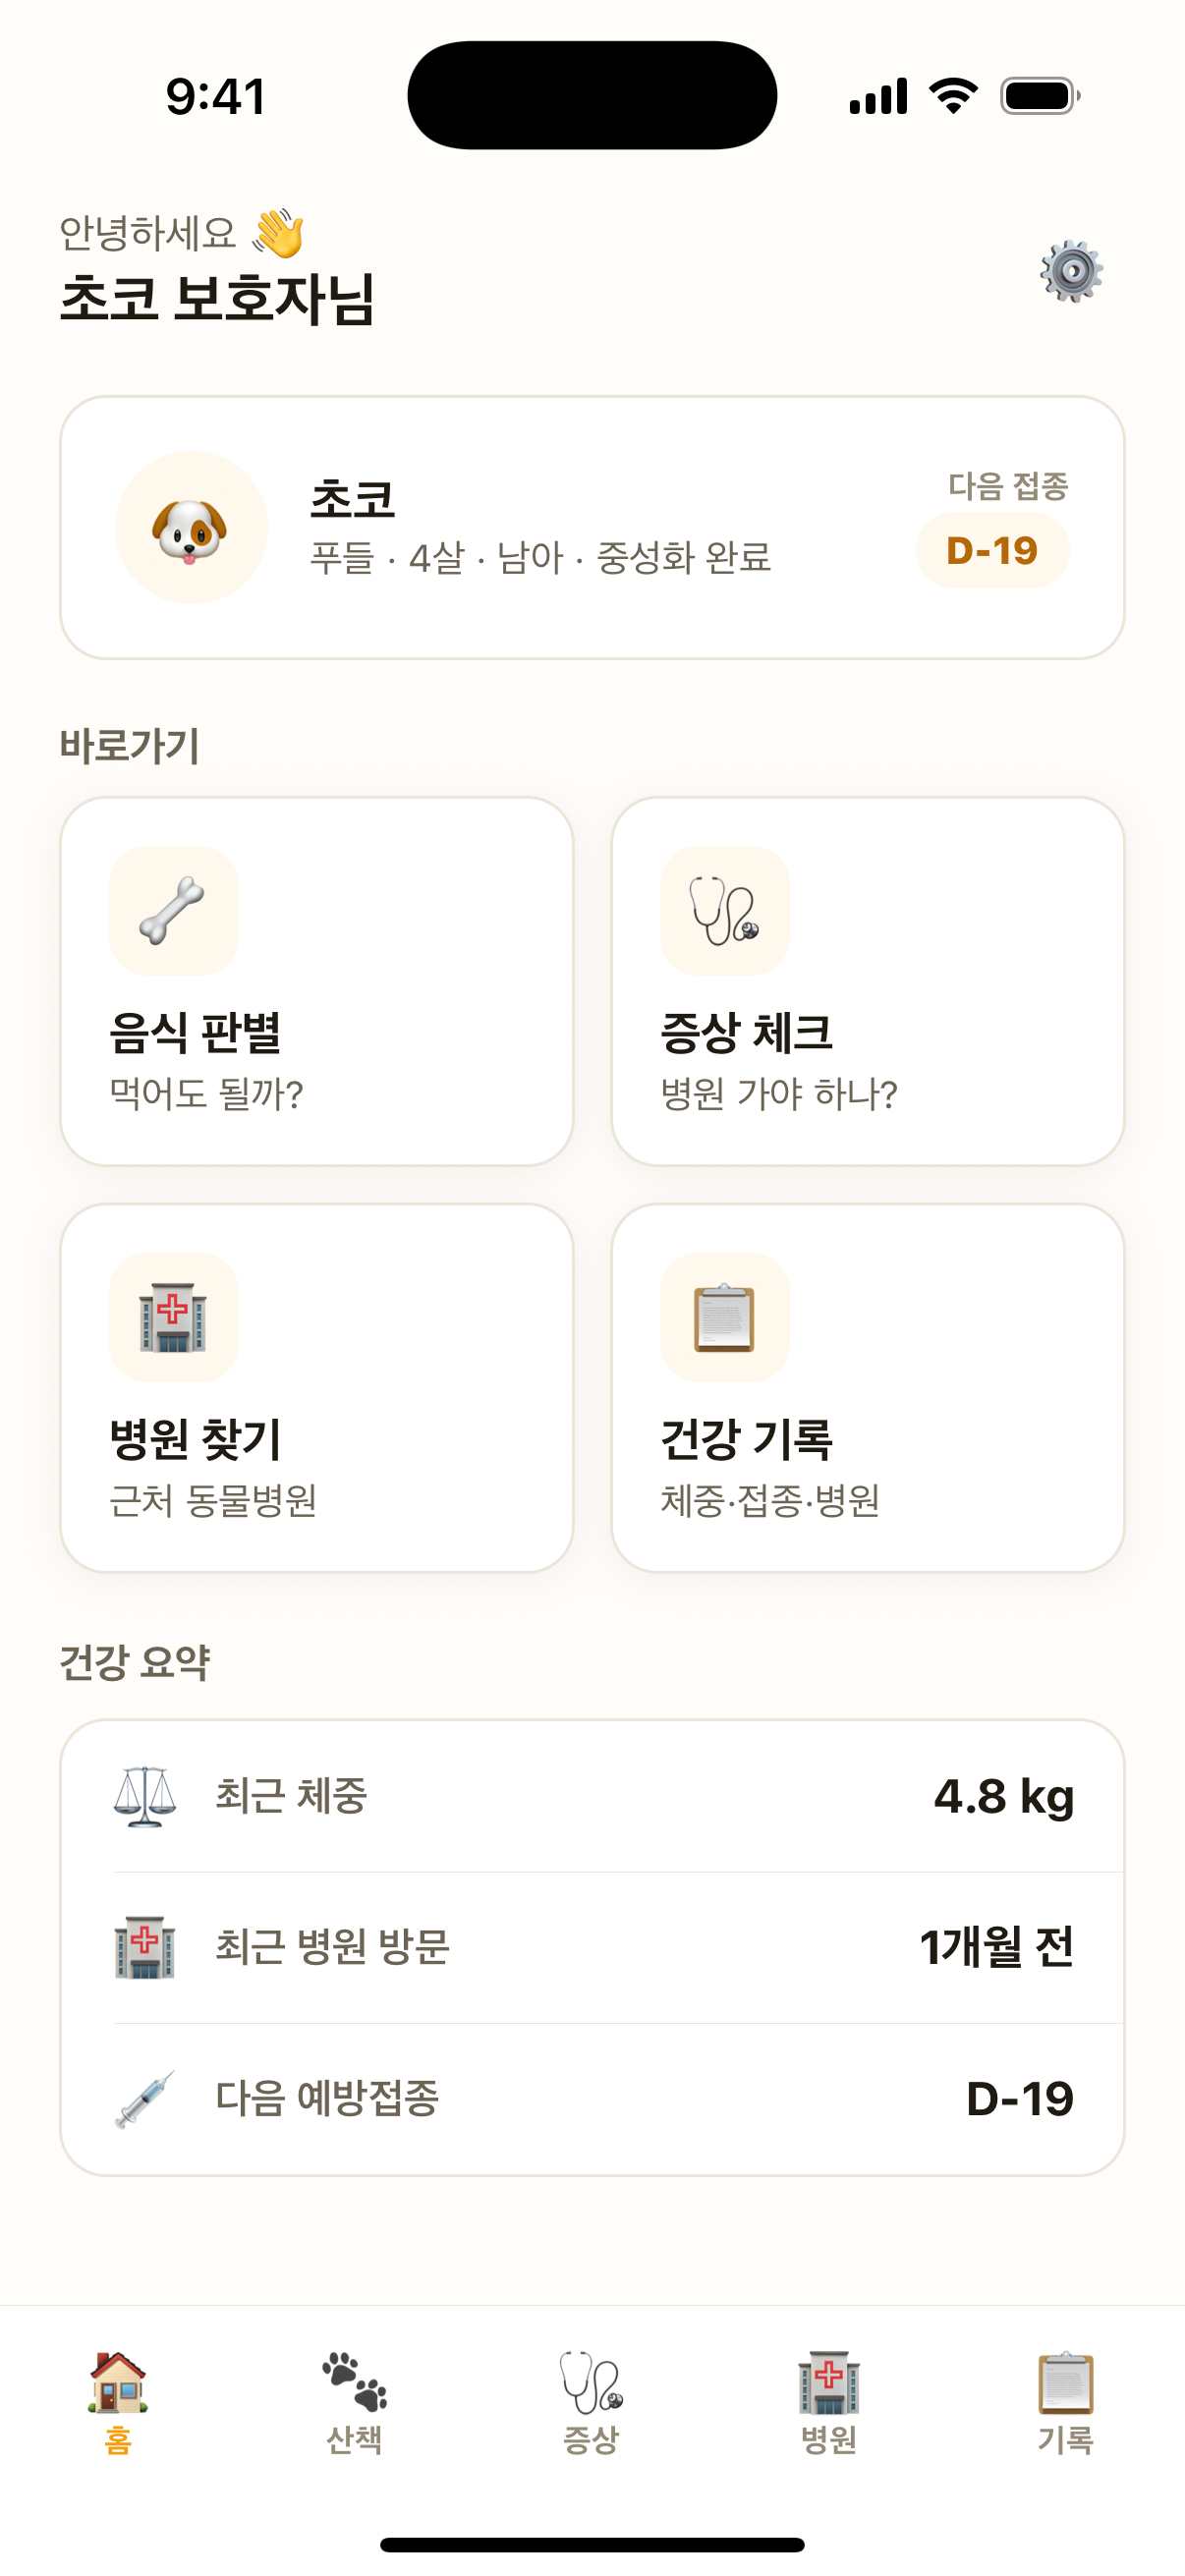 9:41
안녕하세요 👋
초코 보호자님
초코
푸들 · 4살 · 남아 · 중성화 완료
다음 접종
D-19
바로가기
음식 판별
먹어도 될까?
증상 체크
병원 가야 하나?
병원 찾기
근처 동물병원
건강 기록
체중·접종·병원
건강 요약
최근 체중
4.8 kg
최근 병원 방문
1개월 전
다음 예방접종
D-19
홈
산책
증상
병원
기록